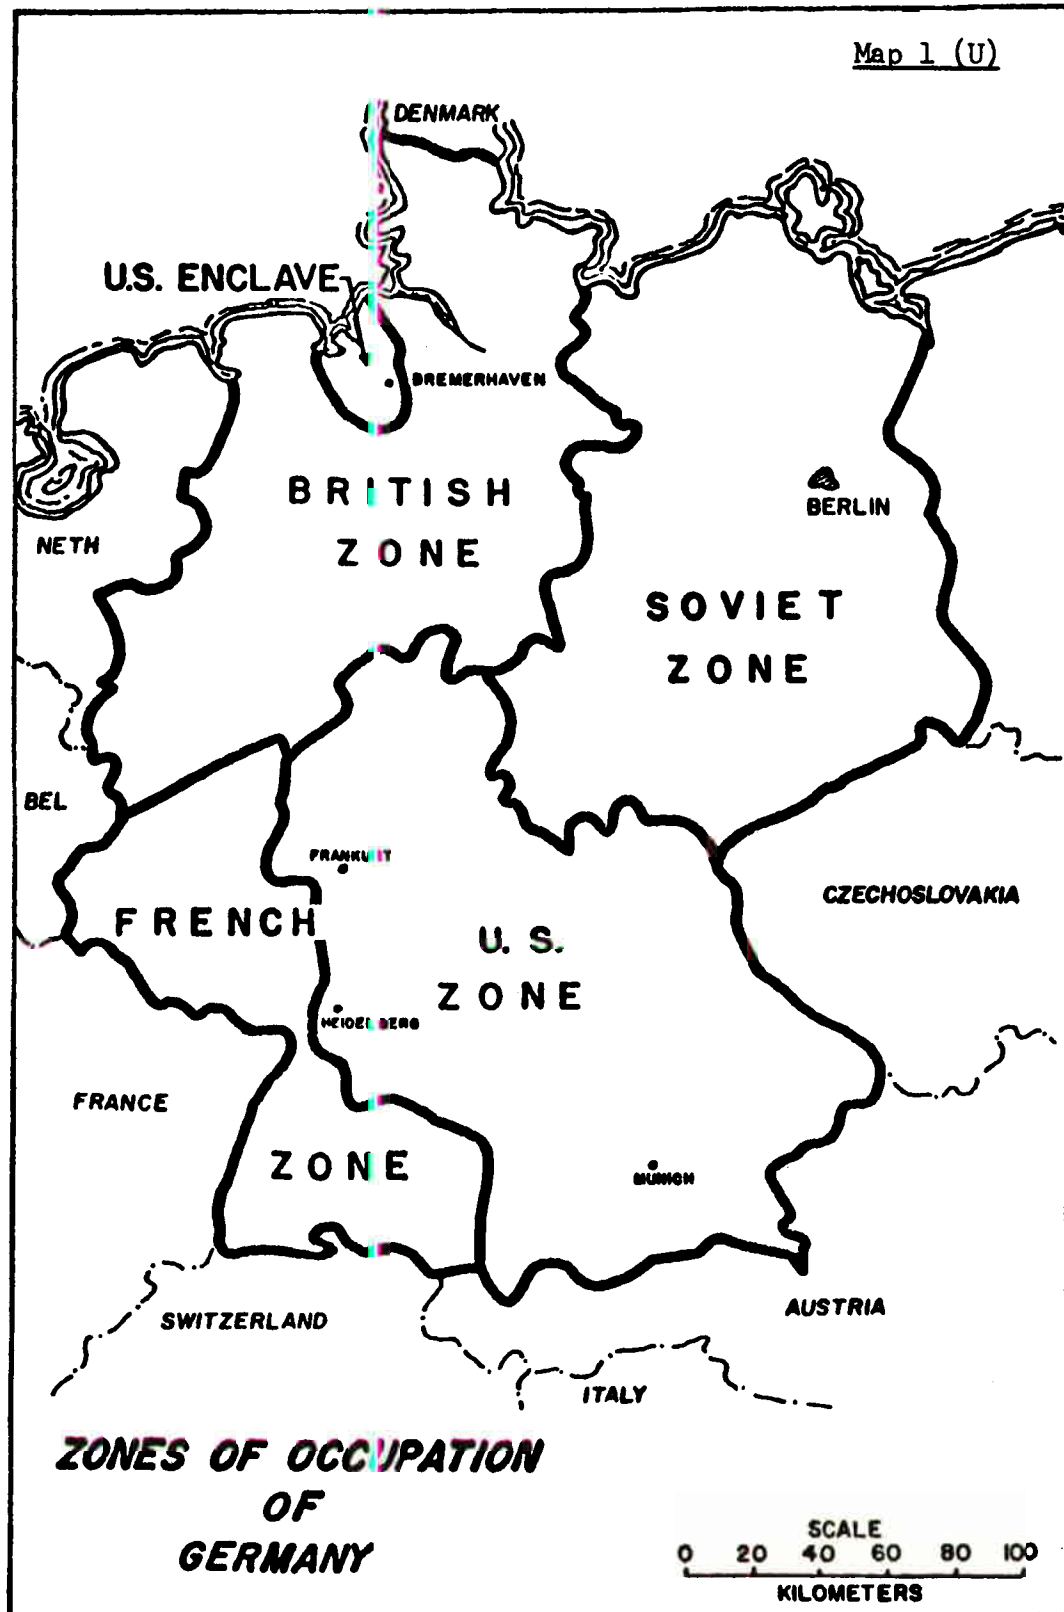 Map 1 (U)
DENMARK
U.S. ENCLAVE
BREMERHAVEN
BRITISH
ZONE
BERLIN
NETH
SOVIET
ZONE
BEL
CZECHOSLOVAKIA
FRENCH
U. S.
ZONE
FRANCE
ZONE
MUNICH
AUSTRIA
SWITZERLAND
ITALY
ZONES OF OCCUPATION
OF
GERMANY
SCALE
0 20 40 60 80 100
KILOMETERS